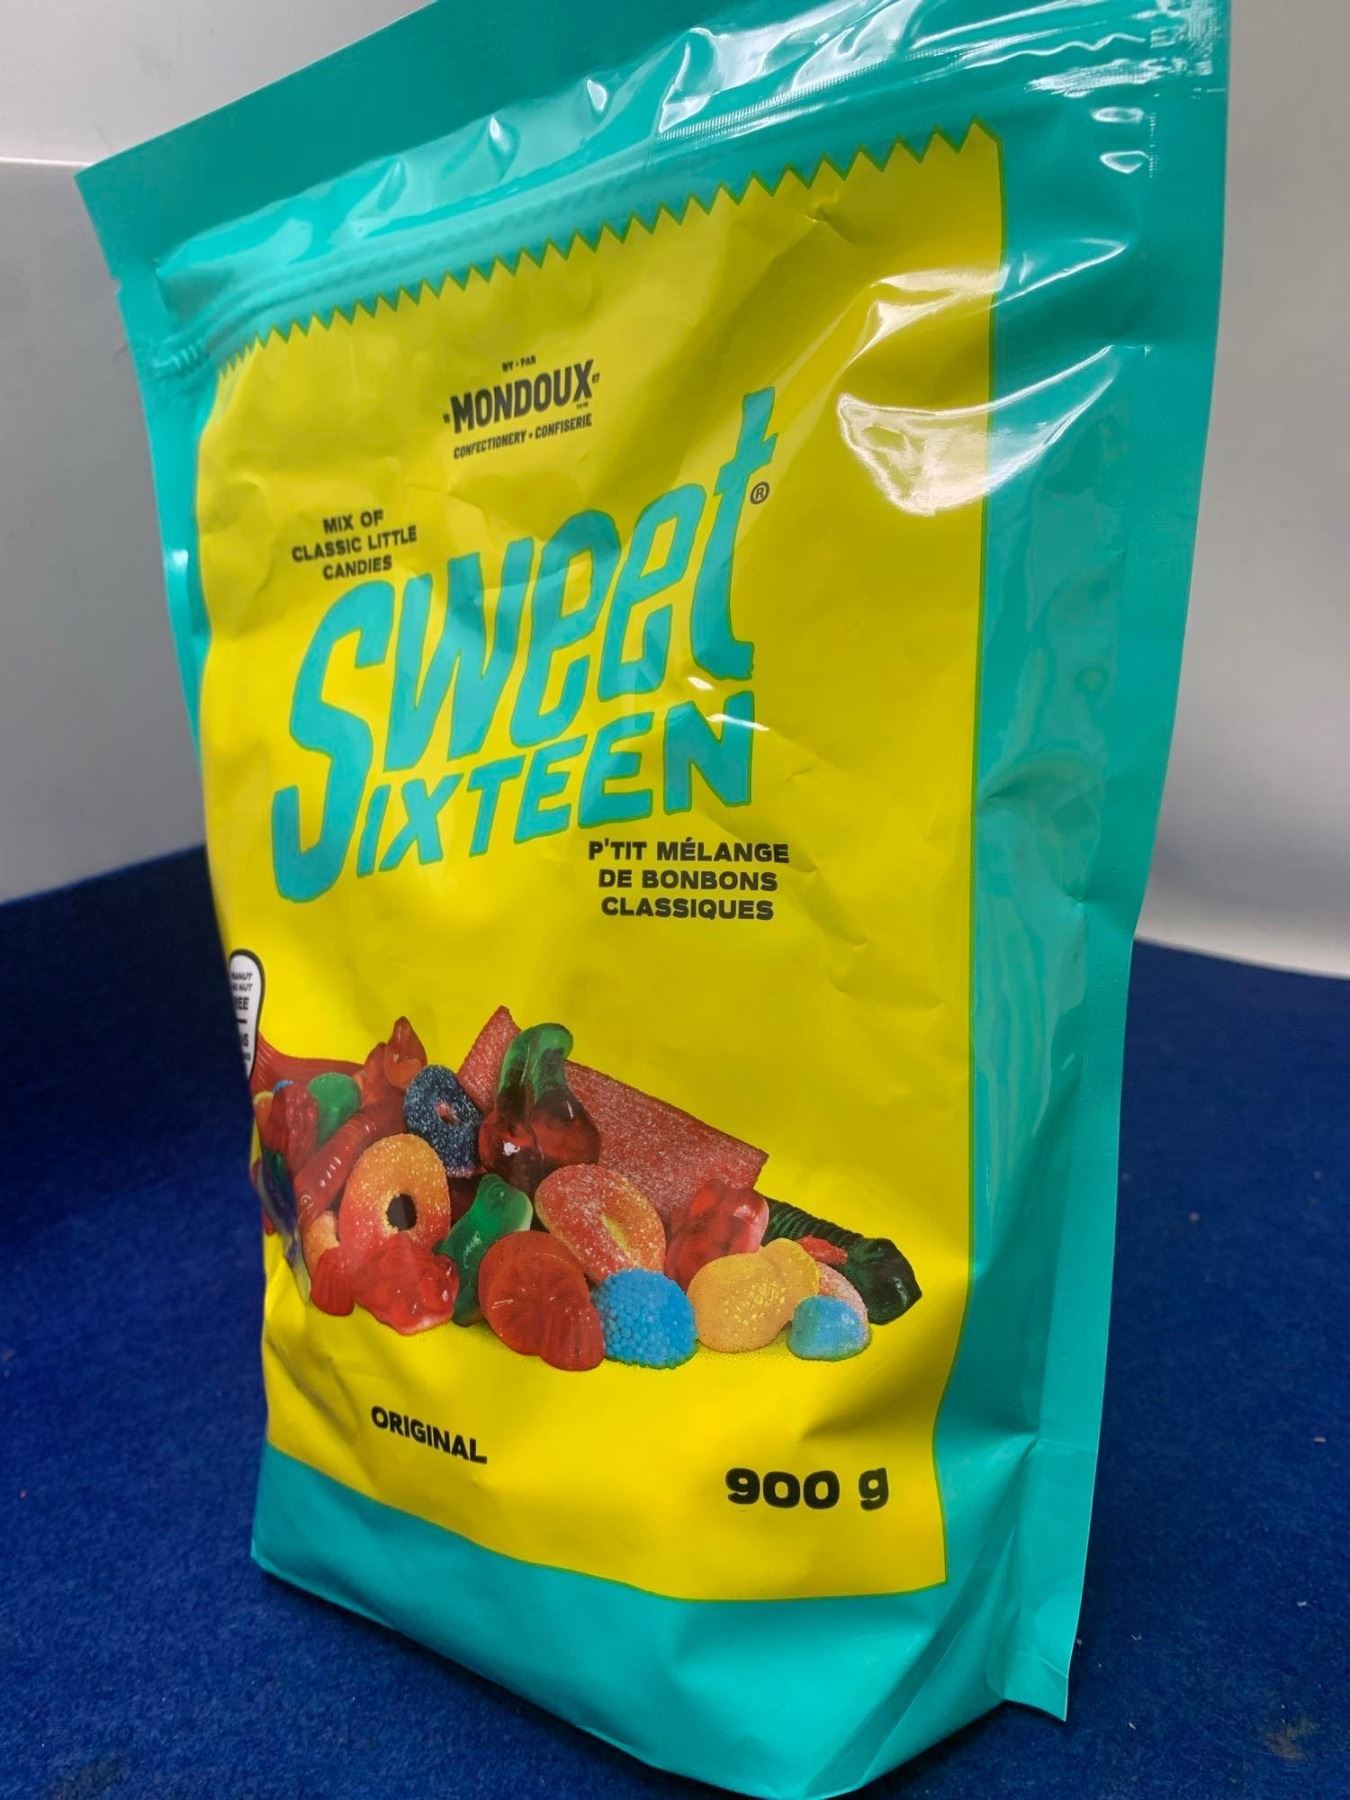 BY • PAR
MONDOUX
CONFECTIONERY • CONFISERIE
MIX OF
CLASSIC LITTLE
CANDIES
Sweet®
SIXTEEN
P'TIT MÉLANGE
DE BONBONS
CLASSIQUES
ORIGINAL
900 g